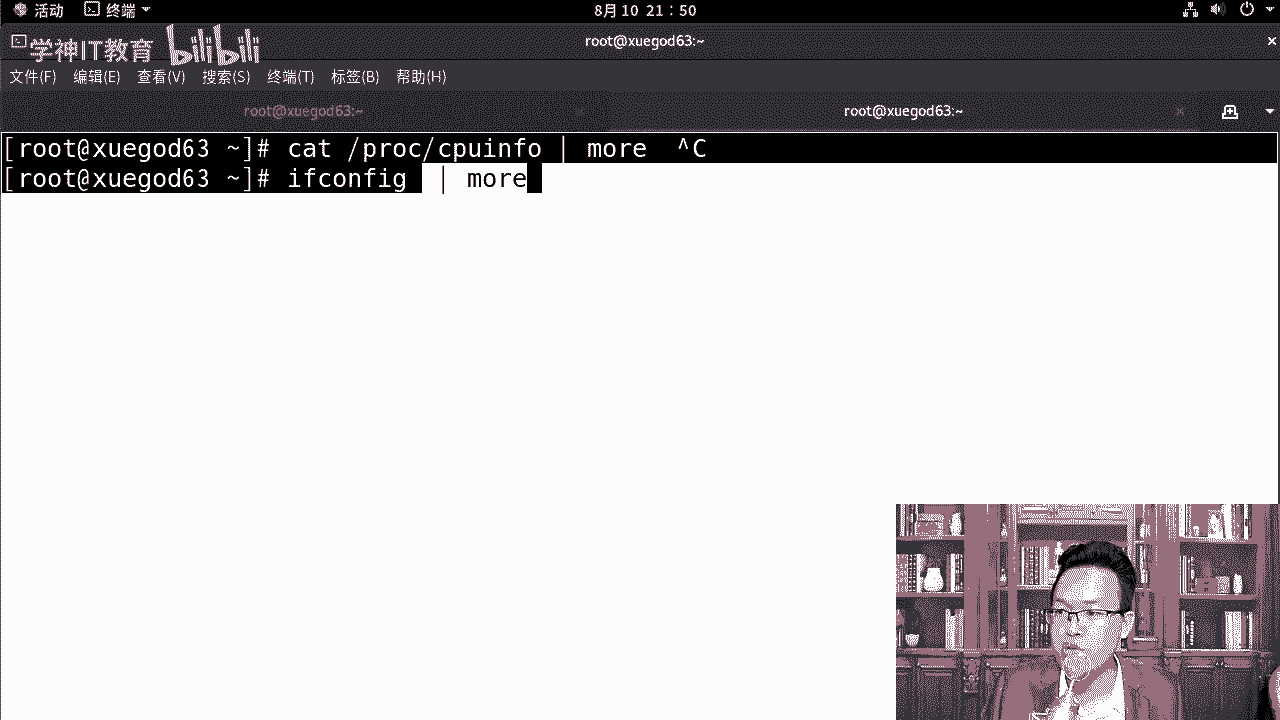 活动 终端 8月10 21：50
学神IT教育 bilibili root@xuegod63:~ ×
文件(F) 编辑(E) 查看(V) 搜索(S) 终端(T) 标签(B) 帮助(H)
root@xuegod63:~ × root@xuegod63:~ ×
[root@xuegod63 ~]# cat /proc/cpuinfo | more  ^C
[root@xuegod63 ~]# ifconfig  | more